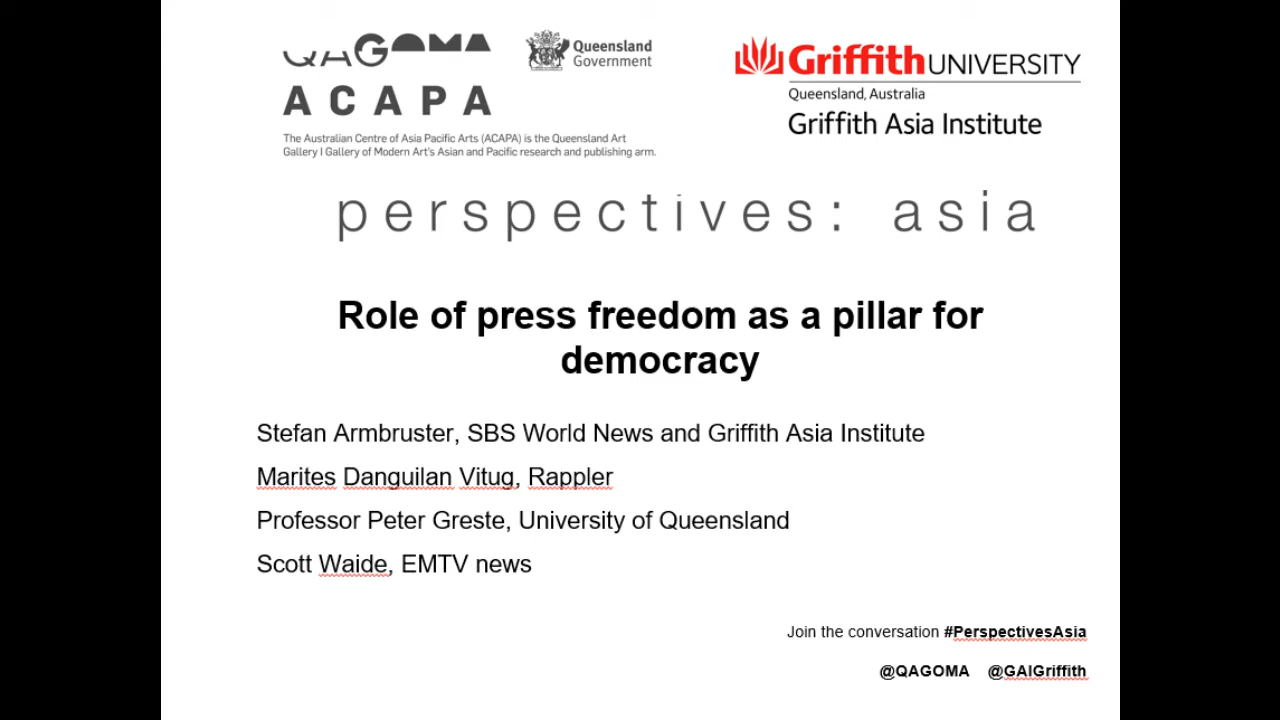 QAGOMA
Queensland
Government
ACAPA
The Australian Centre of Asia Pacific Arts (ACAPA) is the Queensland Art
Gallery | Gallery of Modern Art's Asian and Pacific research and publishing arm.
Griffith UNIVERSITY
Queensland, Australia
Griffith Asia Institute
perspectives: asia
Role of press freedom as a pillar for
democracy
Stefan Armbruster, SBS World News and Griffith Asia Institute
Marites Danguilan Vitug, Rappler
Professor Peter Greste, University of Queensland
Scott Waide, EMTV news
Join the conversation #PerspectivesAsia
@QAGOMA @GAIGriffith